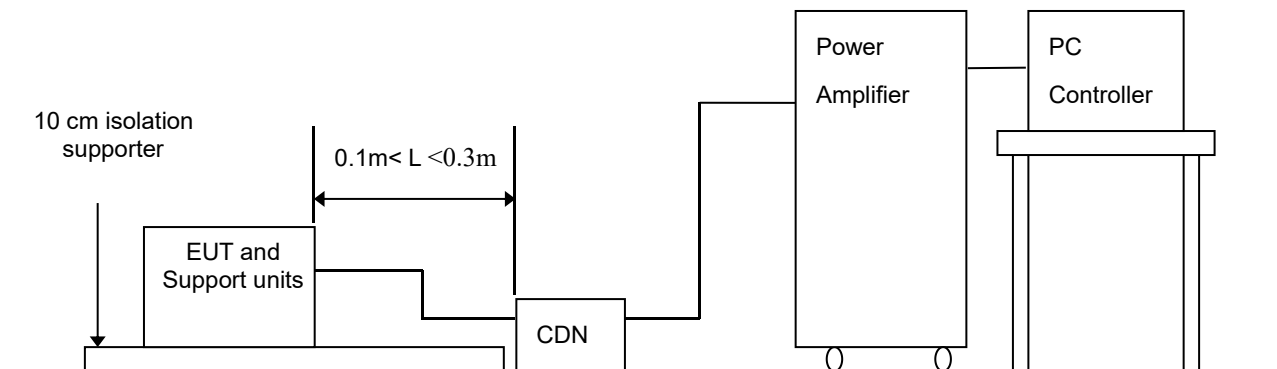 Power
Amplifier
PC
Controller
10 cm isolation
supporter
0.1m< L <0.3m
EUT and
Support units
CDN